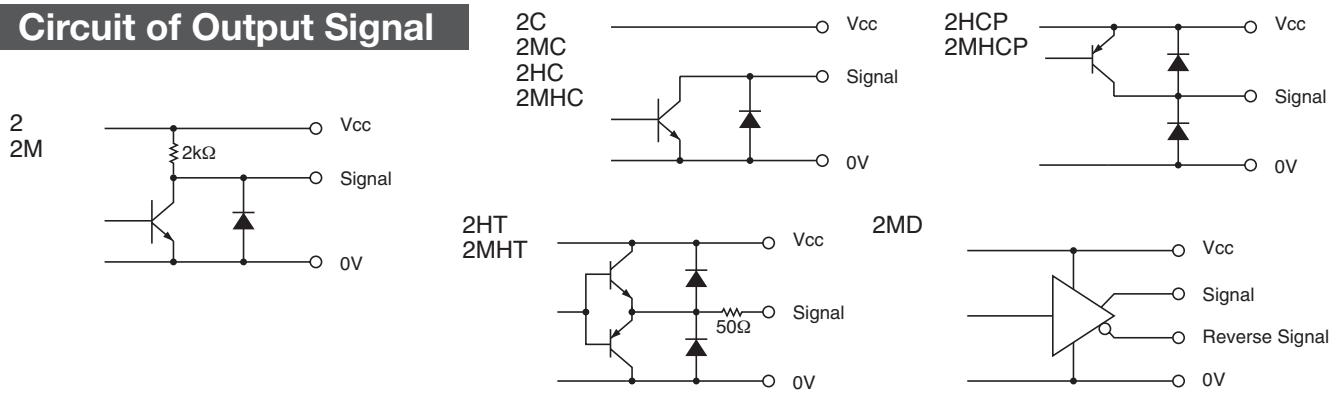 Circuit of Output Signal
2
2M
Vcc
2kΩ
Signal
0V
2C
2MC
2HC
2MHC
Vcc
Signal
0V
2HCP
2MHCP
Vcc
Signal
0V
2HT
2MHT
Vcc
Signal
50Ω
0V
2MD
Vcc
Signal
Reverse Signal
0V